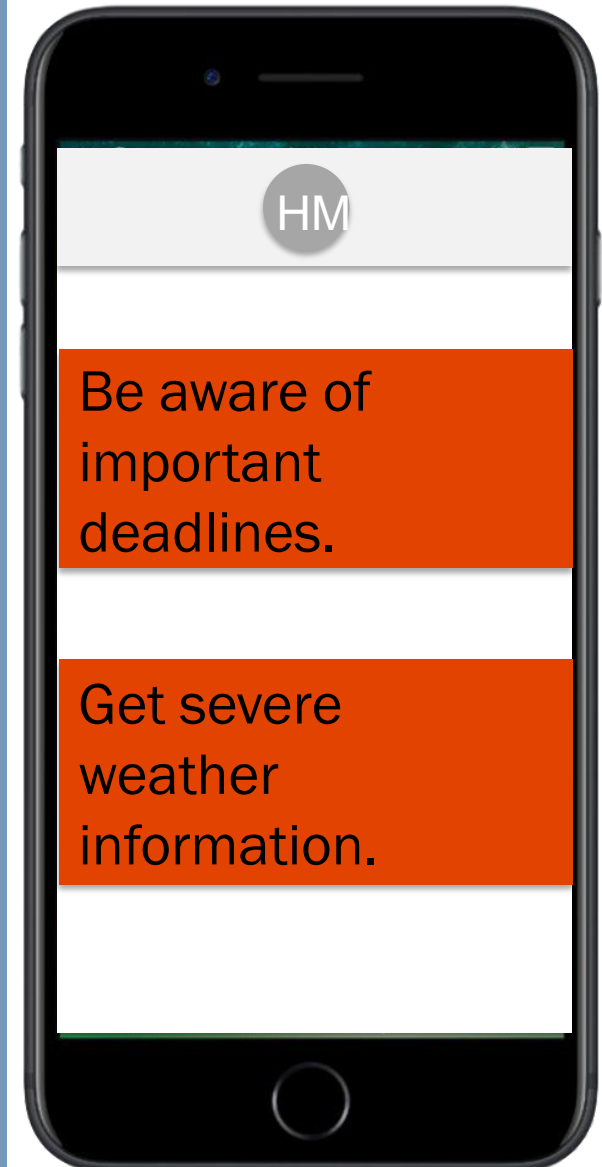 HM
Be aware of
important
deadlines.
Get severe
weather
information.